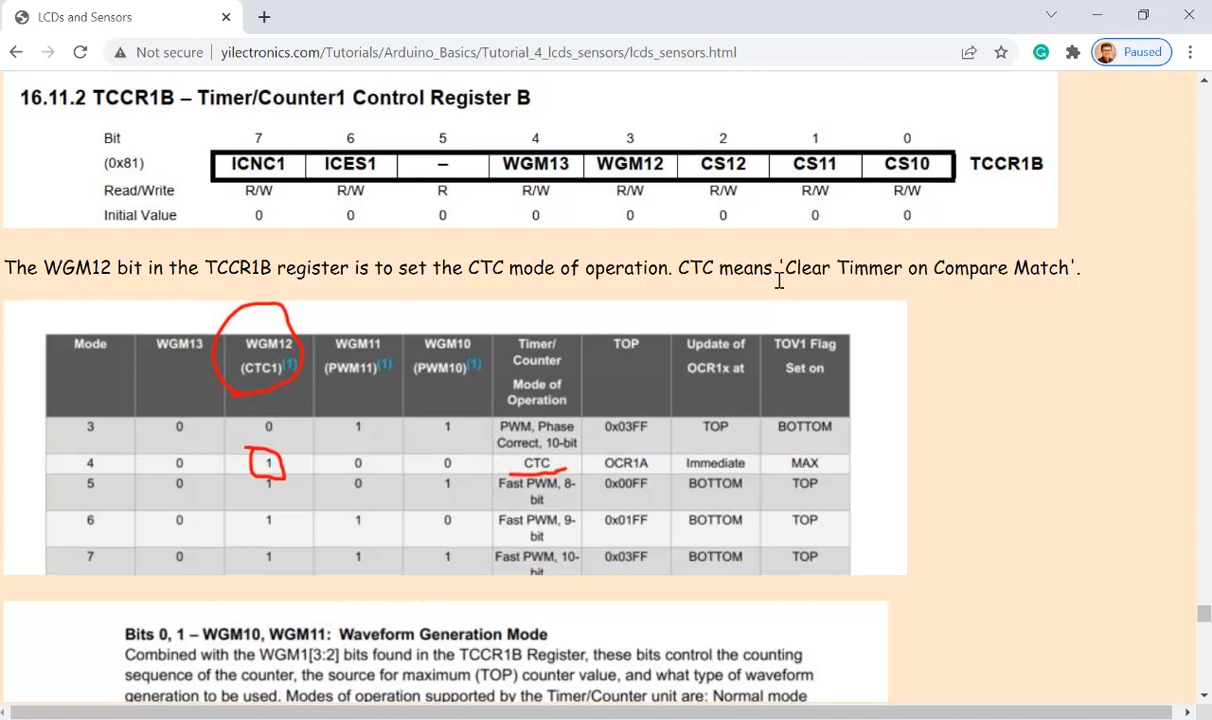 LCDs and Sensors
Not secure yilectronics.com/Tutorials/Arduino_Basics/Tutorial_4_lcds_sensors/lcds_sensors.html Paused
16.11.2 TCCR1B – Timer/Counter1 Control Register B
Bit 7 6 5 4 3 2 1 0
(0x81) ICNC1 ICES1 – WGM13 WGM12 CS12 CS11 CS10 TCCR1B
Read/Write R/W R/W R R/W R/W R/W R/W R/W
Initial Value 0 0 0 0 0 0 0 0
The WGM12 bit in the TCCR1B register is to set the CTC mode of operation. CTC means 'Clear Timmer on Compare Match'.
Mode WGM13 WGM12 WGM11 WGM10 Timer/ TOP Update of TOV1 Flag
(CTC1)(1) (PWM11)(1) (PWM10)(1) Counter OCR1x at Set on
Mode of
Operation
3 0 0 1 1 PWM, Phase 0x03FF TOP BOTTOM
Correct, 10-bit
4 0 1 0 0 CTC OCR1A Immediate MAX
5 0 1 0 1 Fast PWM, 8- 0x00FF BOTTOM TOP
bit
6 0 1 1 0 Fast PWM, 9- 0x01FF BOTTOM TOP
bit
7 0 1 1 1 Fast PWM, 10- 0x03FF BOTTOM TOP
bit
Bits 0, 1 – WGM10, WGM11: Waveform Generation Mode
Combined with the WGM1[3:2] bits found in the TCCR1B Register, these bits control the counting
sequence of the counter, the source for maximum (TOP) counter value, and what type of waveform
generation to be used. Modes of operation supported by the Timer/Counter unit are: Normal mode